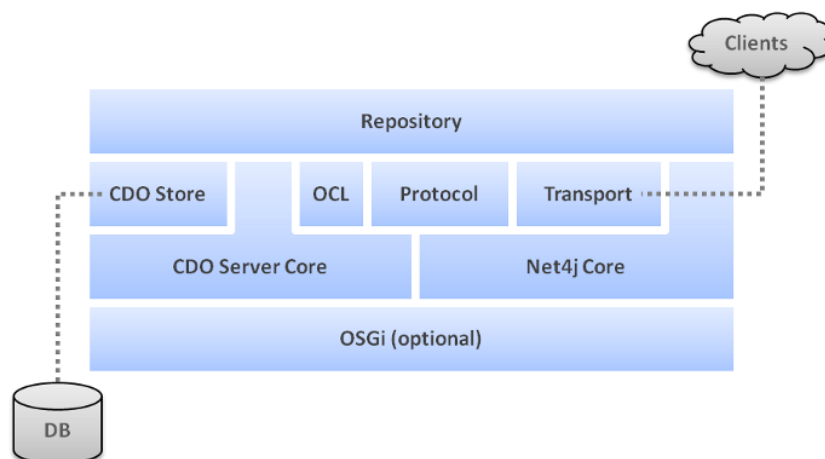 Clients
Repository
CDO Store
OCL
Protocol
Transport
CDO Server Core
Net4j Core
OSGi (optional)
DB